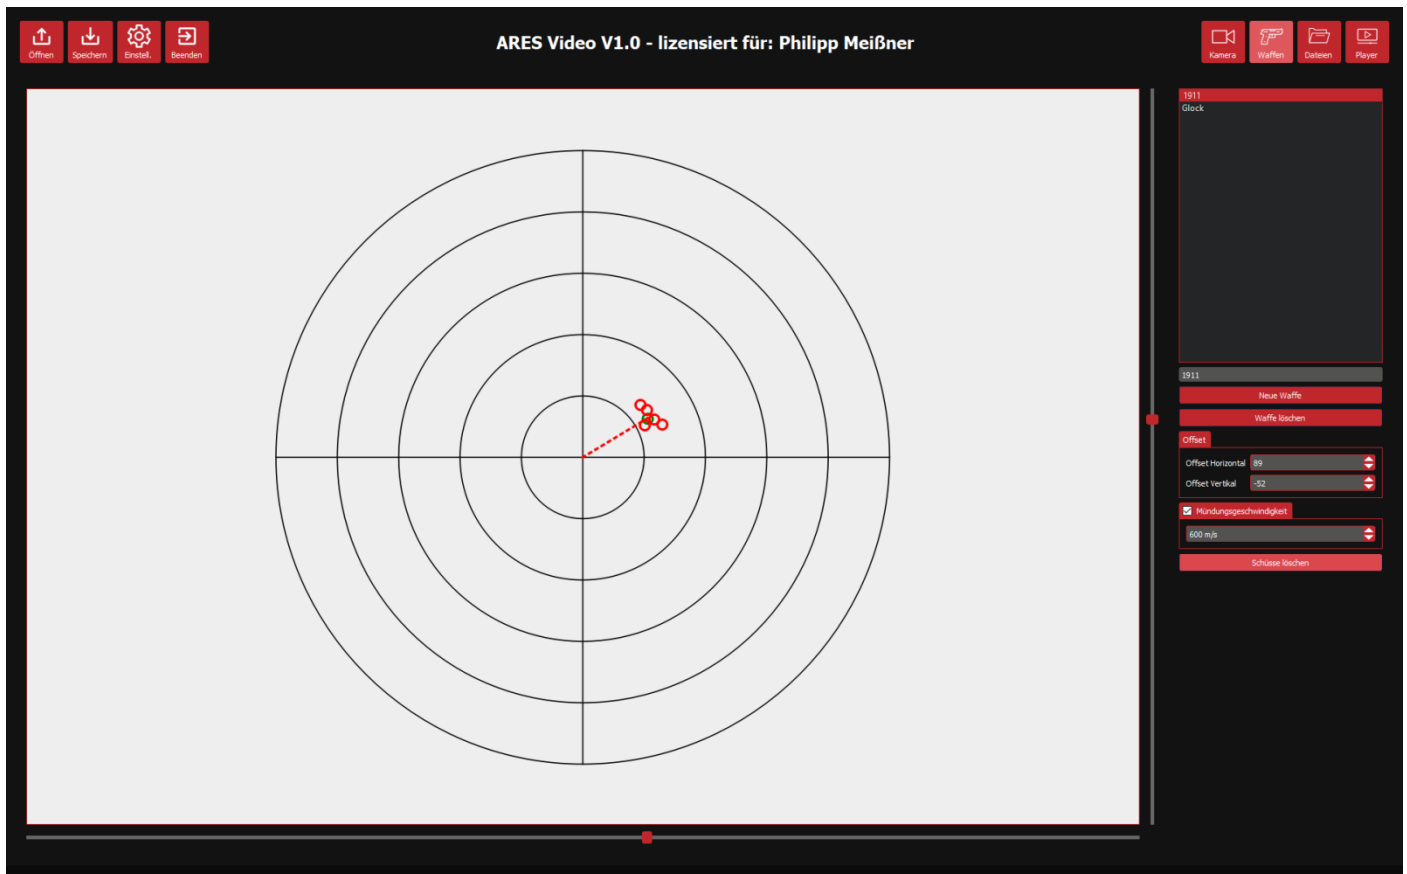 Öffnen
Speichern
Einstell.
Beenden
ARES Video V1.0 - lizensiert für: Philipp Meißner
Kamera
Waffen
Dateien
Player
1911
Glock
1911
Neue Waffe
Waffe löschen
Offset
Offset Horizontal 89
Offset Vertikal -52
Mündungsgeschwindigkeit
600 m/s
Schüsse löschen